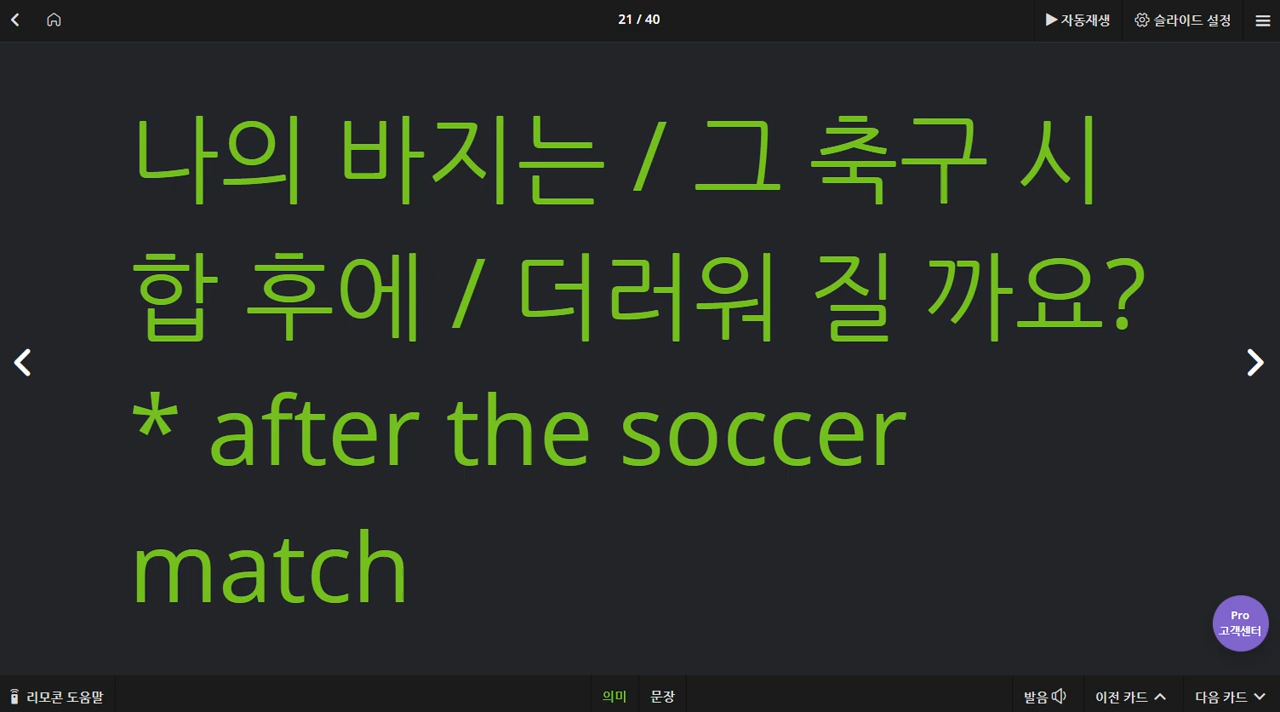 21 / 40
자동재생
슬라이드 설정
나의 바지는 / 그 축구 시
합 후에 / 더러워 질 까요?
* after the soccer
match
Pro
고객센터
리모콘 도움말
의미
문장
발음
이전 카드
다음 카드